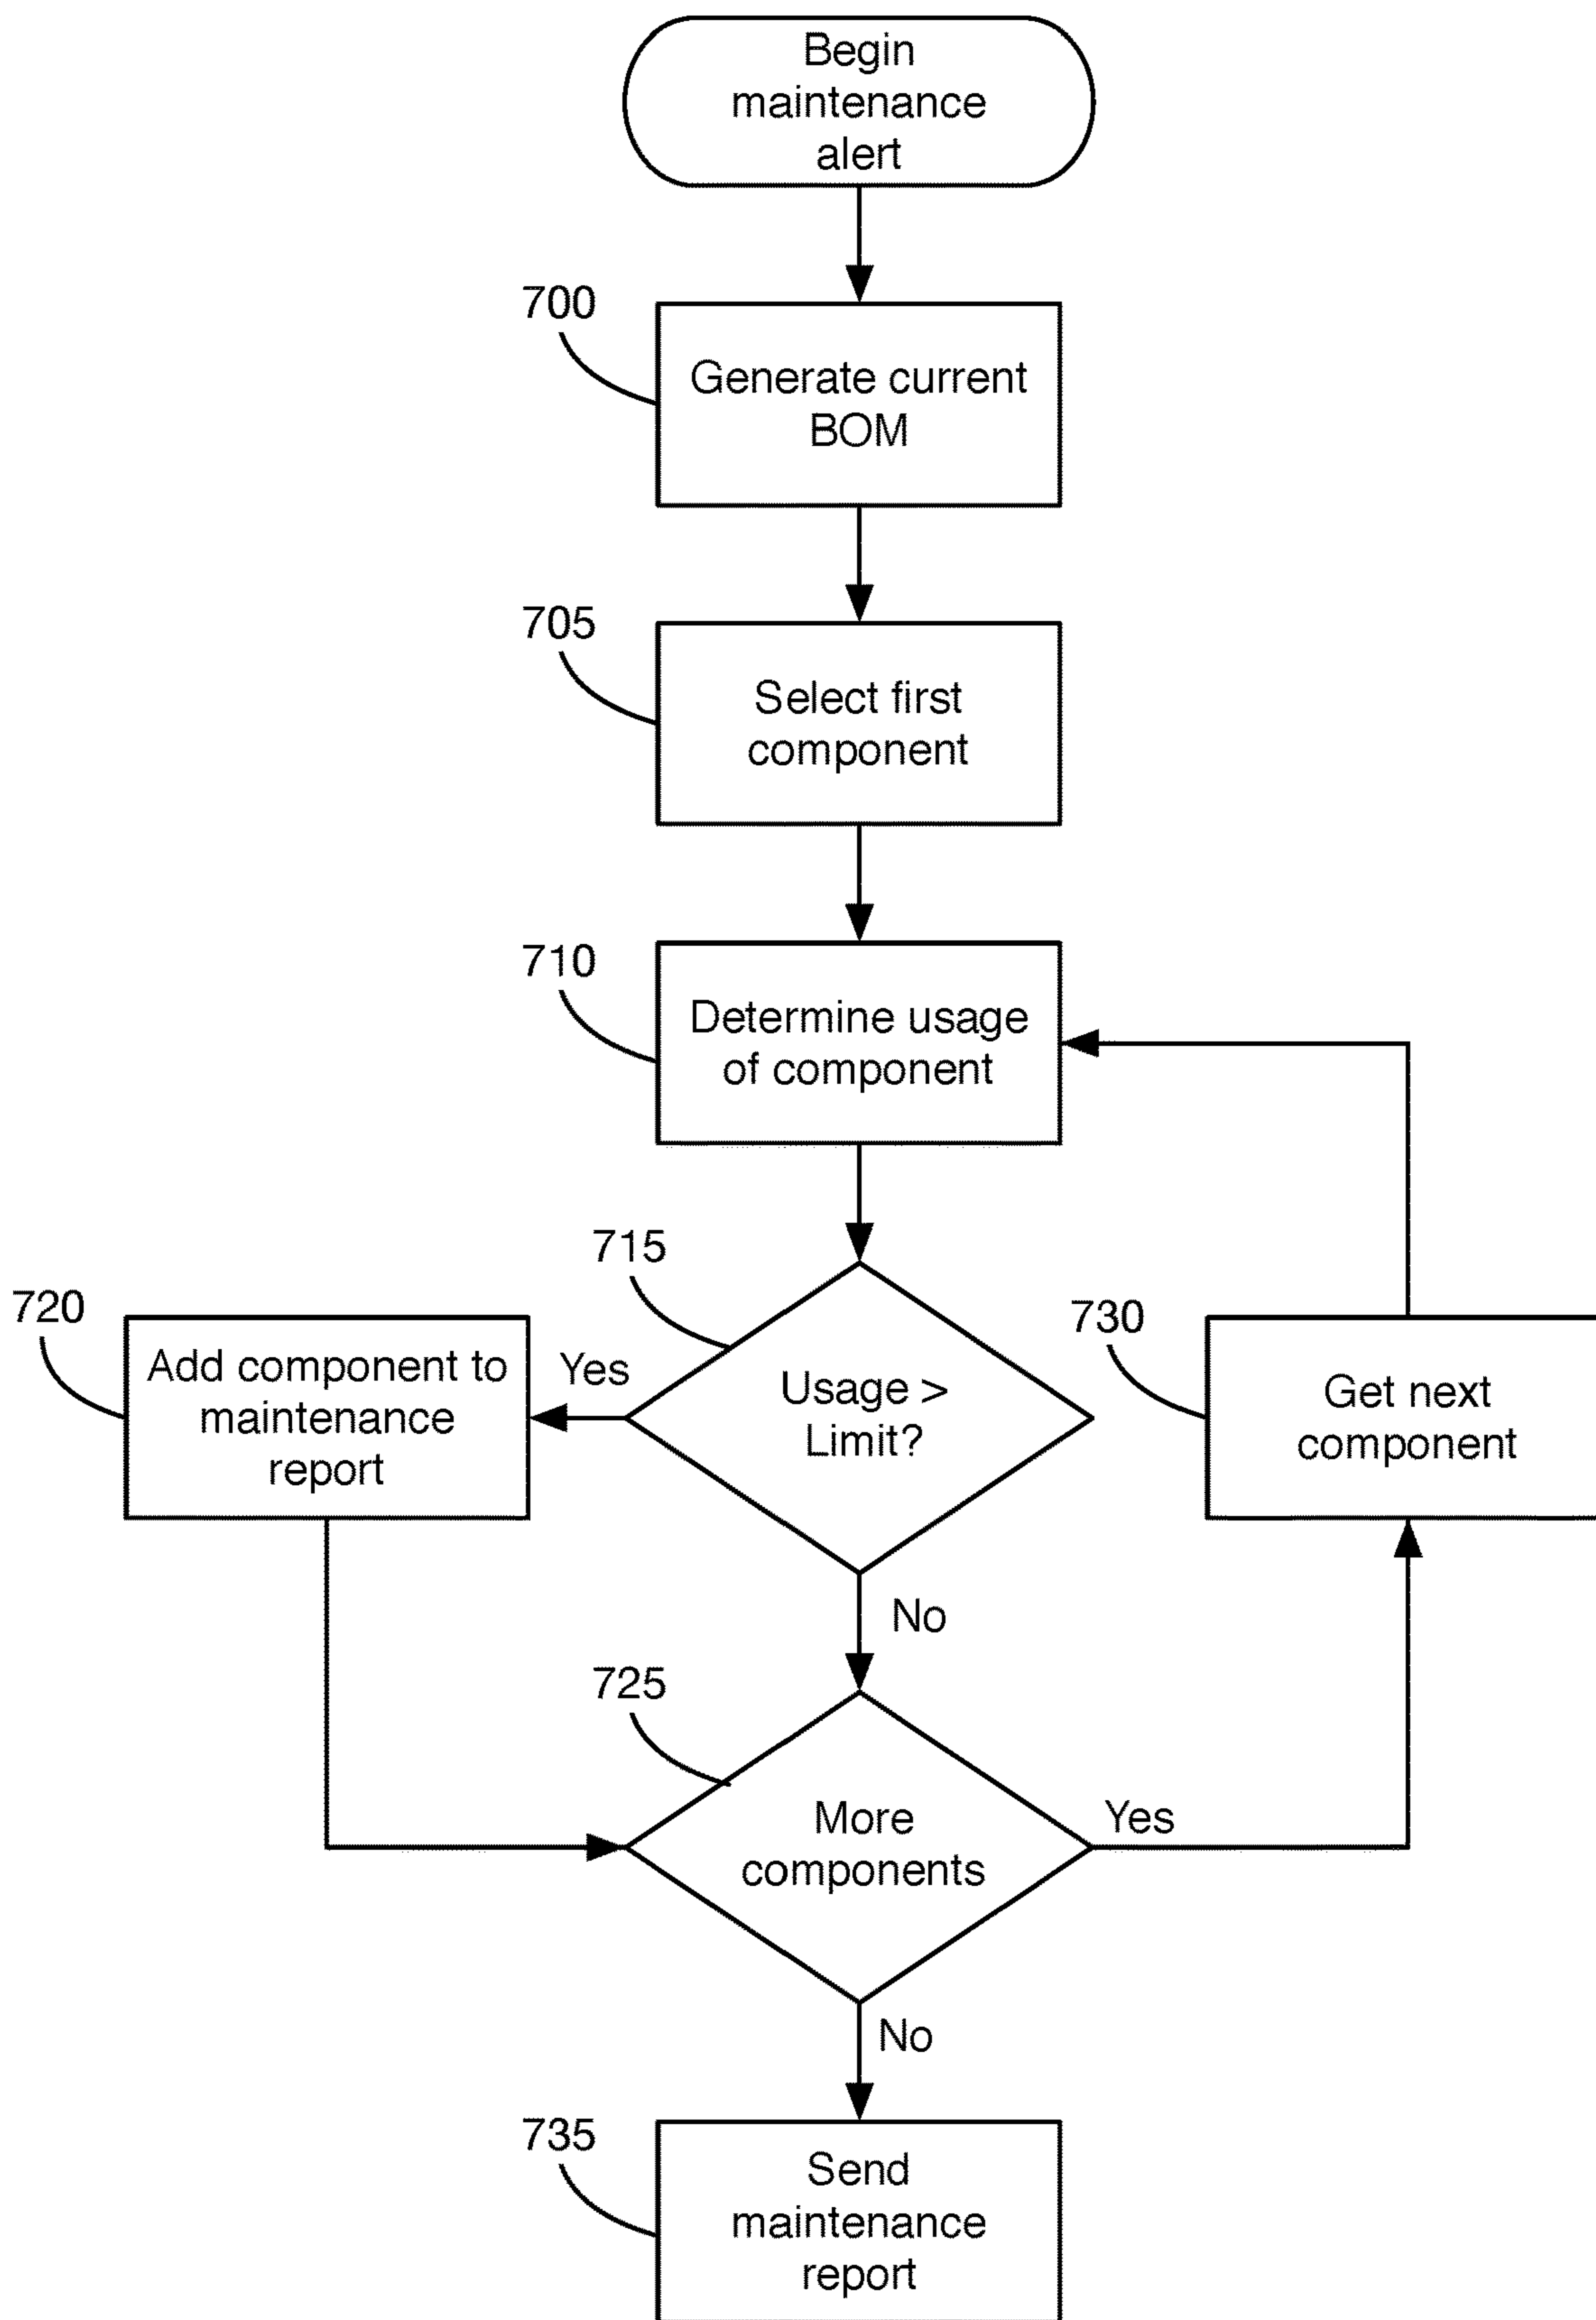 Begin
maintenance
alert
700
Generate current
BOM
705
Select first
component
710
Determine usage
of component
715
Usage >
Limit?
Yes
720
Add component to
maintenance
report
730
Get next
component
No
725
More
components
Yes
No
735
Send
maintenance
report